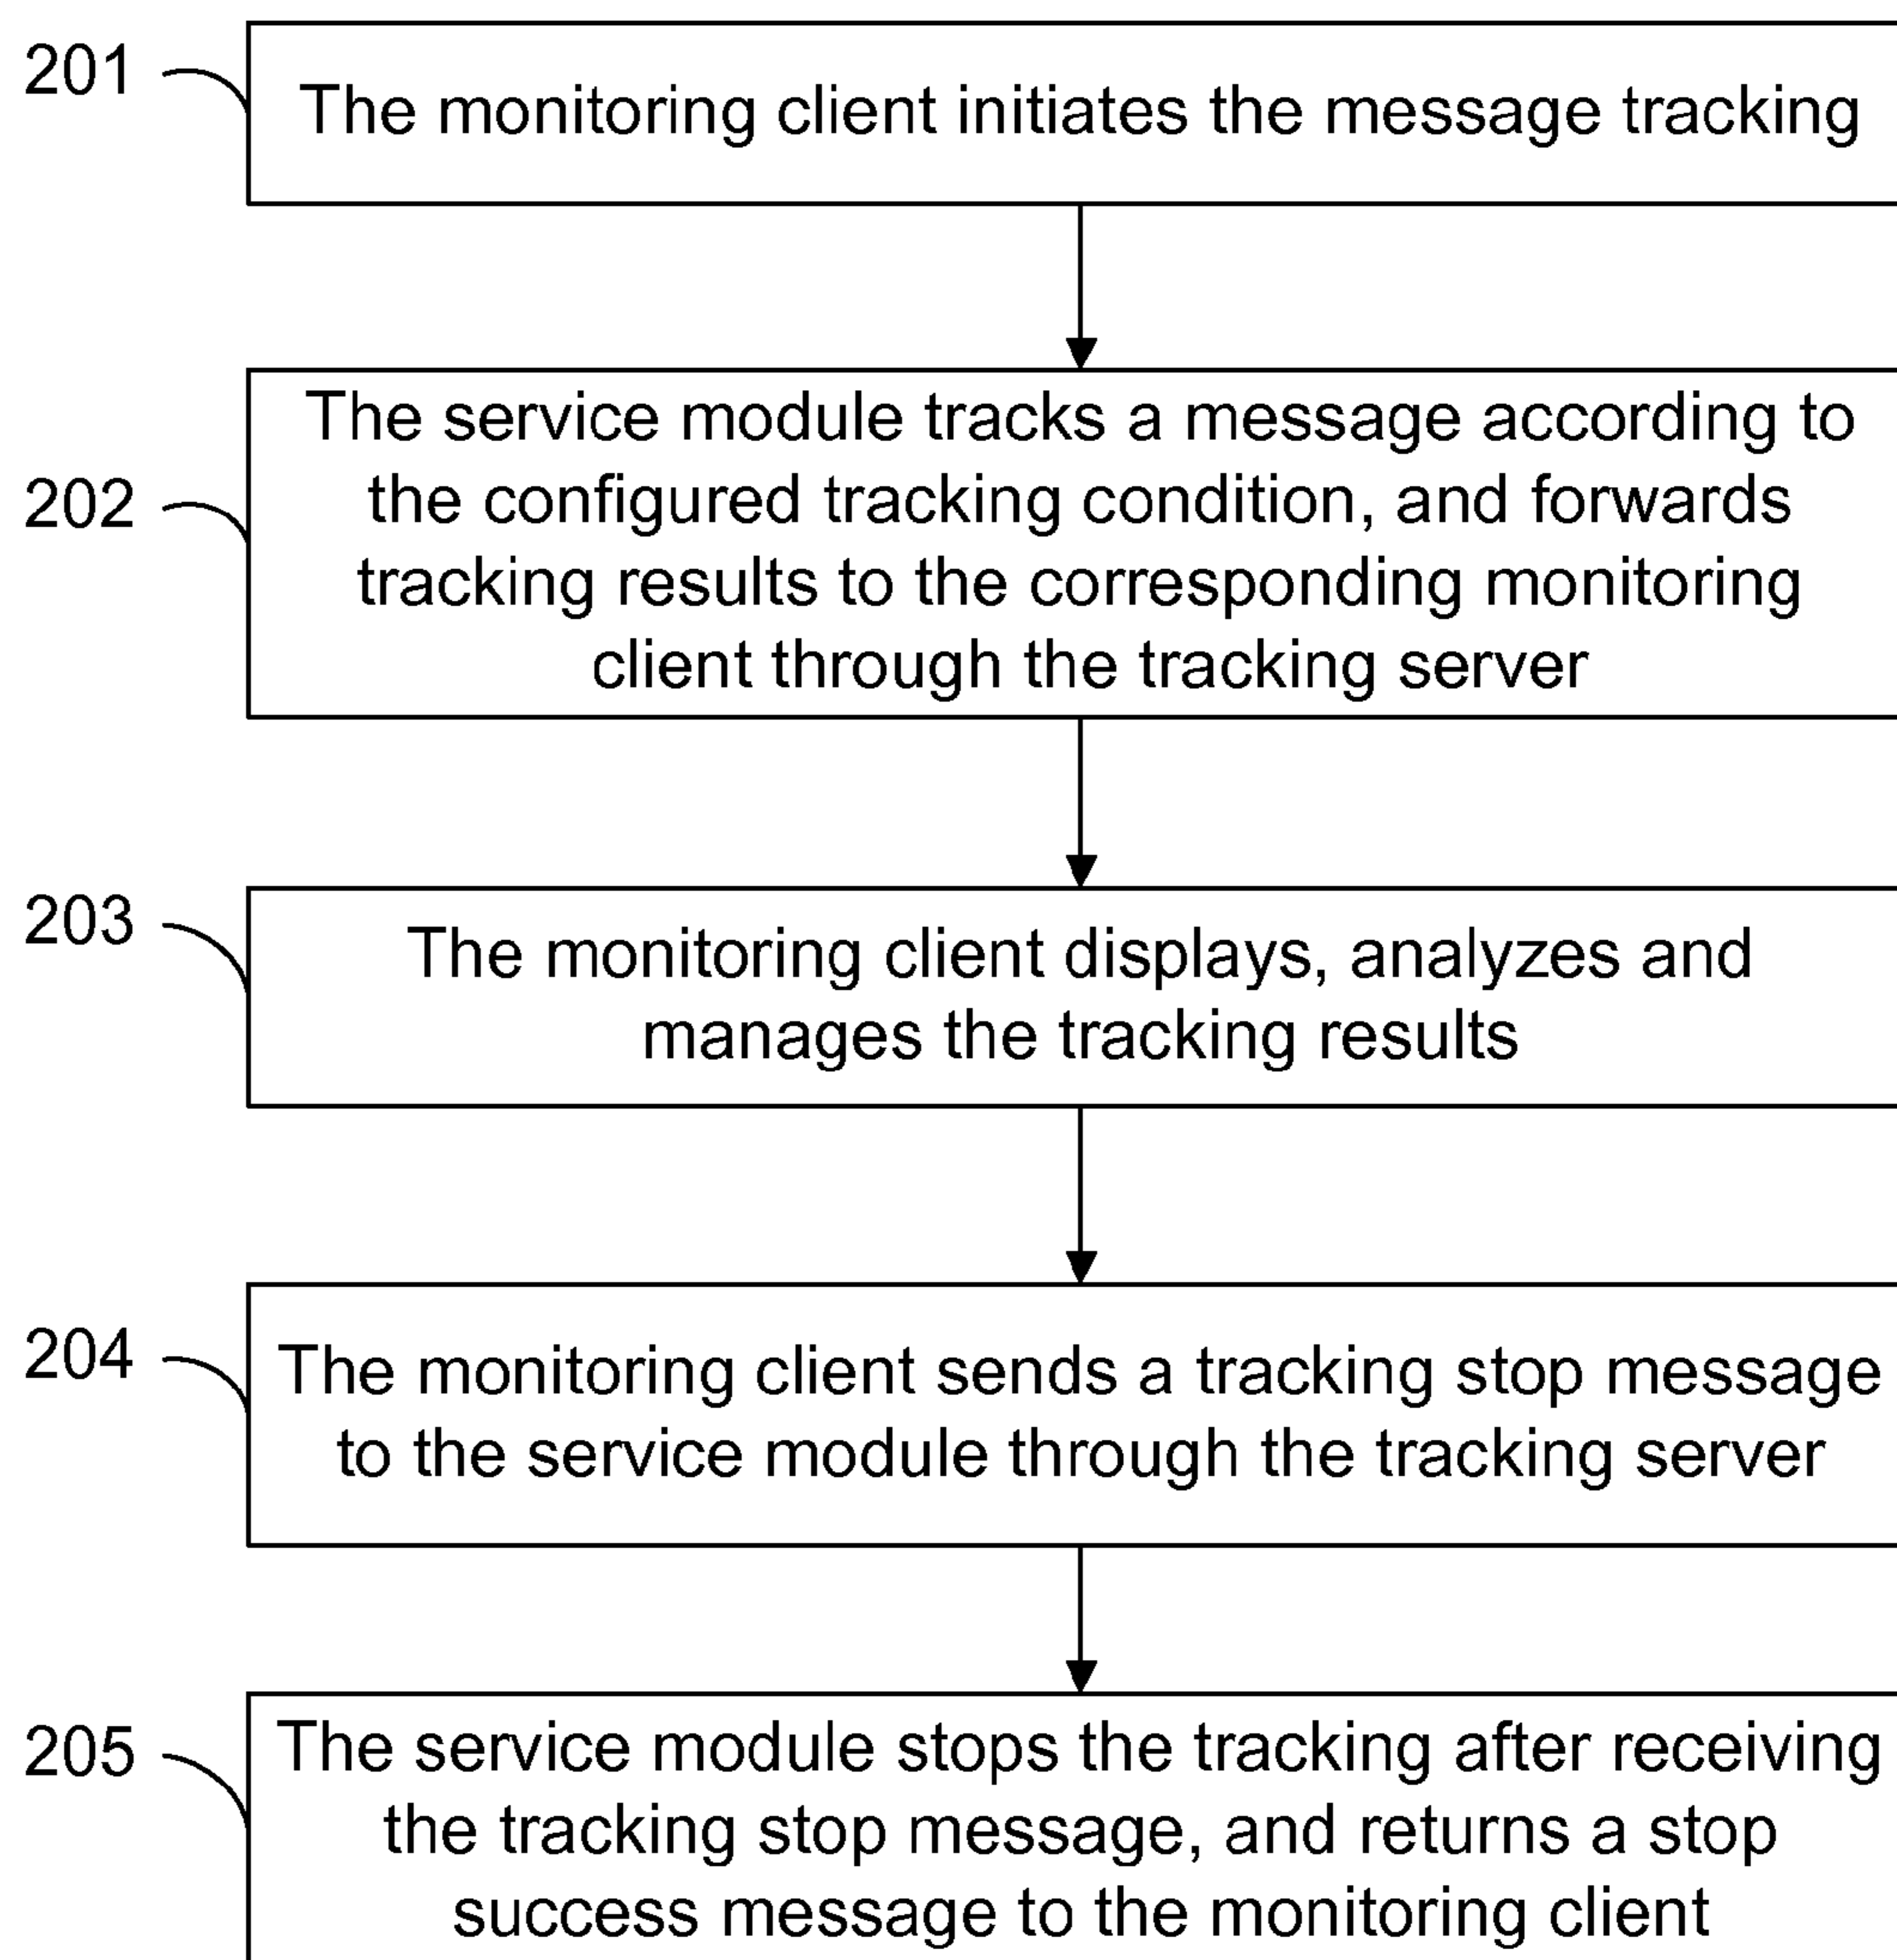 201
The monitoring client initiates the message tracking
202
The service module tracks a message according to
the configured tracking condition, and forwards
tracking results to the corresponding monitoring
client through the tracking server
203
The monitoring client displays, analyzes and
manages the tracking results
204
The monitoring client sends a tracking stop message
to the service module through the tracking server
205
The service module stops the tracking after receiving
the tracking stop message, and returns a stop
success message to the monitoring client